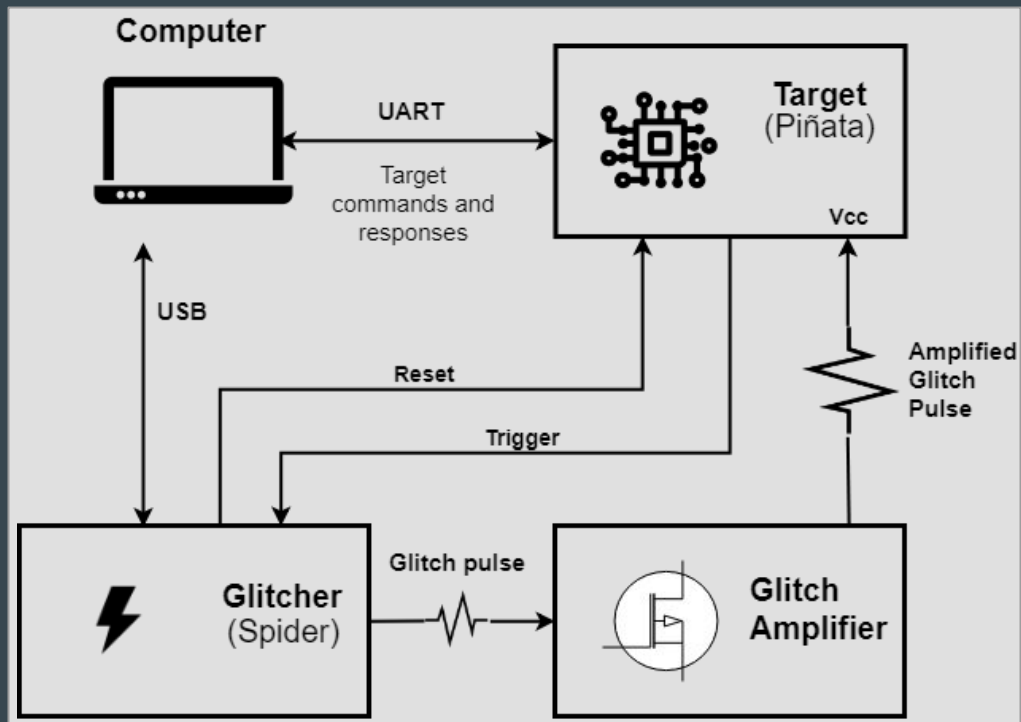 Computer
UART
Target
commands and
responses
Target
(Piñata)
Vcc
USB
Reset
Trigger
Amplified
Glitch
Pulse
Glitcher
(Spider)
Glitch pulse
Glitch
Amplifier